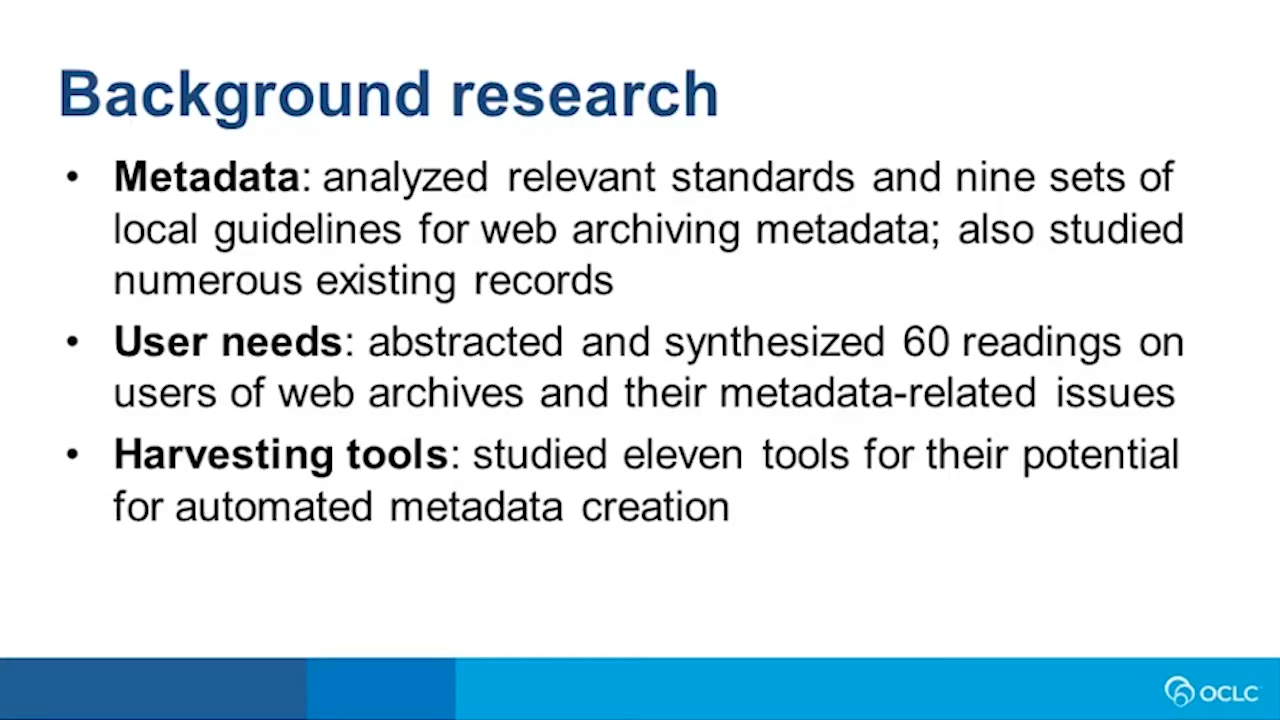 Background research
• Metadata: analyzed relevant standards and nine sets of
local guidelines for web archiving metadata; also studied
numerous existing records
• User needs: abstracted and synthesized 60 readings on
users of web archives and their metadata-related issues
• Harvesting tools: studied eleven tools for their potential
for automated metadata creation
OCLC